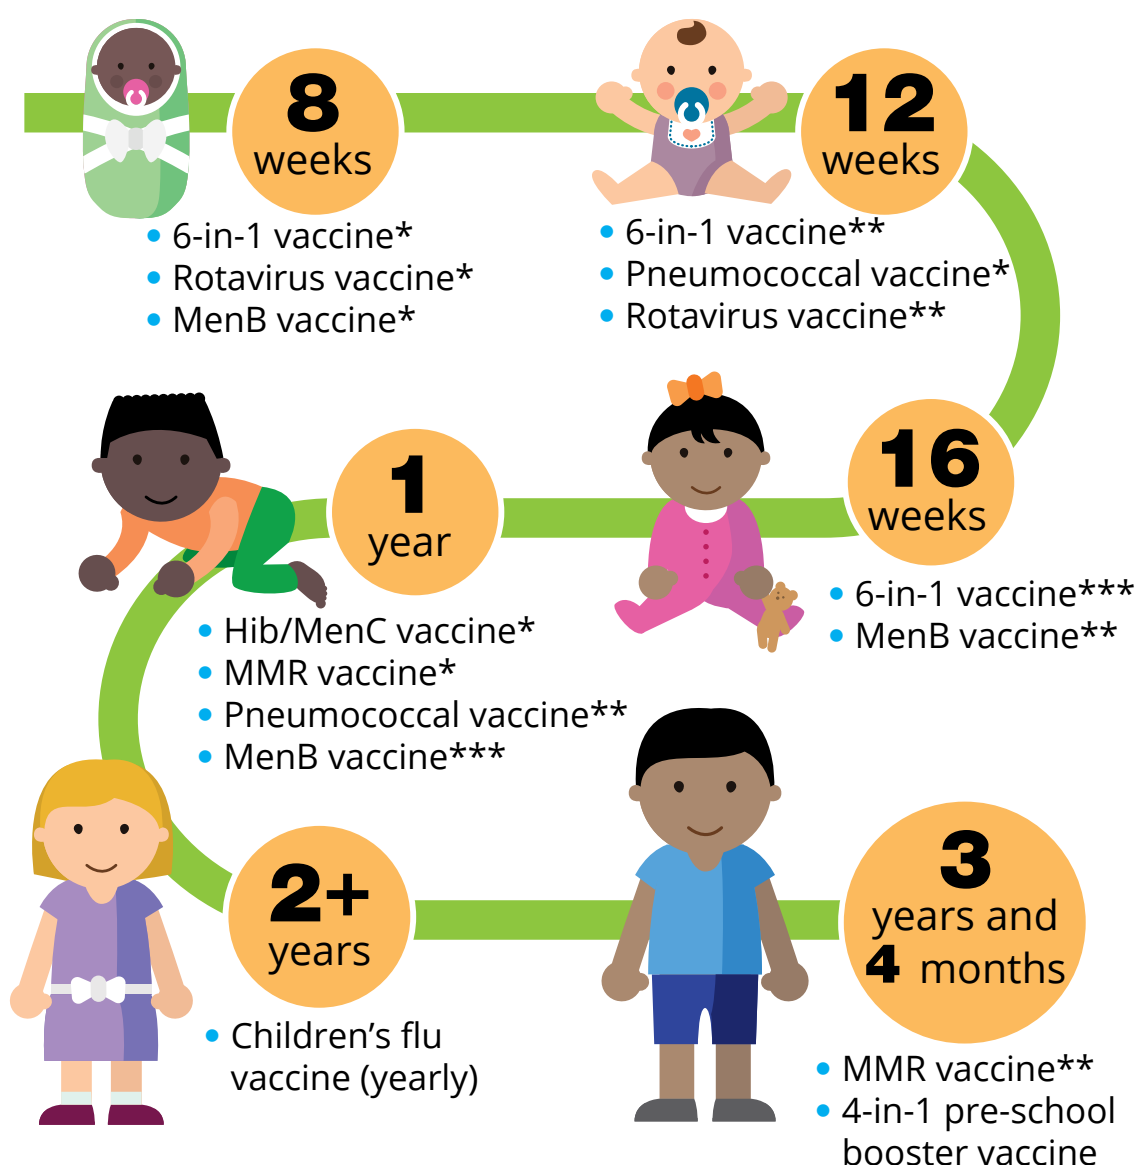 8
weeks
• 6-in-1 vaccine*
• Rotavirus vaccine*
• MenB vaccine*
12
weeks
• 6-in-1 vaccine**
• Pneumococcal vaccine*
• Rotavirus vaccine**
16
weeks
• 6-in-1 vaccine***
• MenB vaccine**
1
year
• Hib/MenC vaccine*
• MMR vaccine*
• Pneumococcal vaccine**
• MenB vaccine***
2+
years
• Children’s flu
vaccine (yearly)
3
years and
4 months
• MMR vaccine**
• 4-in-1 pre-school
booster vaccine